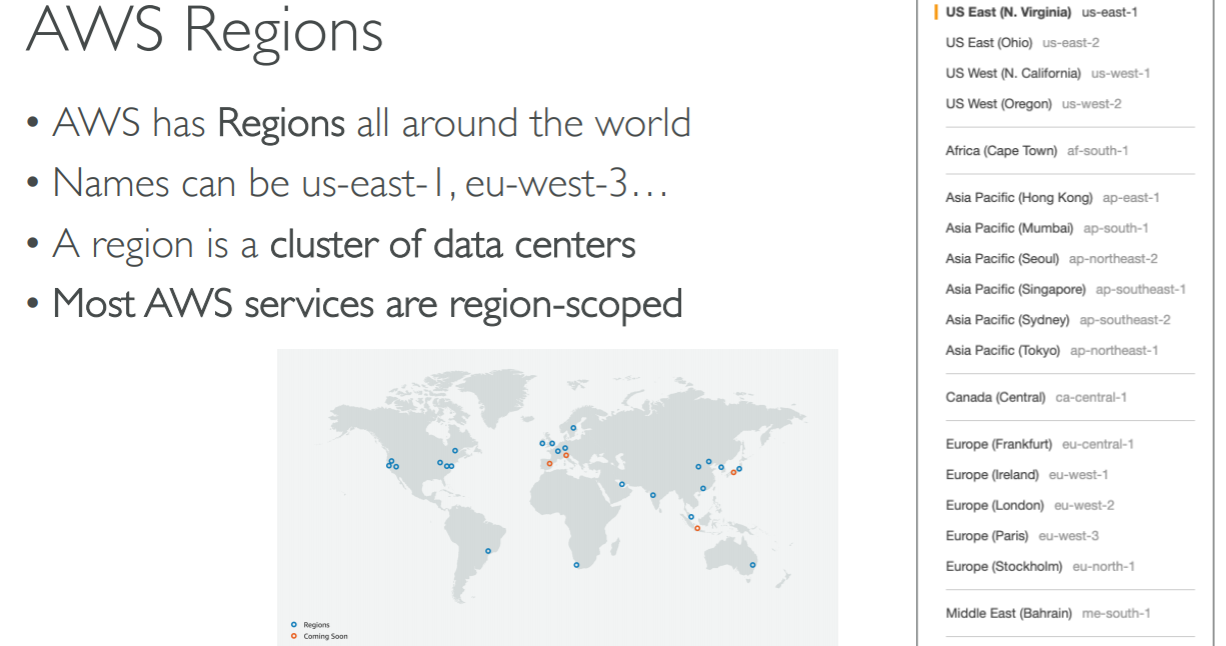 AWS Regions
• AWS has Regions all around the world
• Names can be us-east-1, eu-west-3…
• A region is a cluster of data centers
• Most AWS services are region-scoped
Regions
Coming Soon
US East (N. Virginia) us-east-1
US East (Ohio) us-east-2
US West (N. California) us-west-1
US West (Oregon) us-west-2
Africa (Cape Town) af-south-1
Asia Pacific (Hong Kong) ap-east-1
Asia Pacific (Mumbai) ap-south-1
Asia Pacific (Seoul) ap-northeast-2
Asia Pacific (Singapore) ap-southeast-1
Asia Pacific (Sydney) ap-southeast-2
Asia Pacific (Tokyo) ap-northeast-1
Canada (Central) ca-central-1
Europe (Frankfurt) eu-central-1
Europe (Ireland) eu-west-1
Europe (London) eu-west-2
Europe (Paris) eu-west-3
Europe (Stockholm) eu-north-1
Middle East (Bahrain) me-south-1